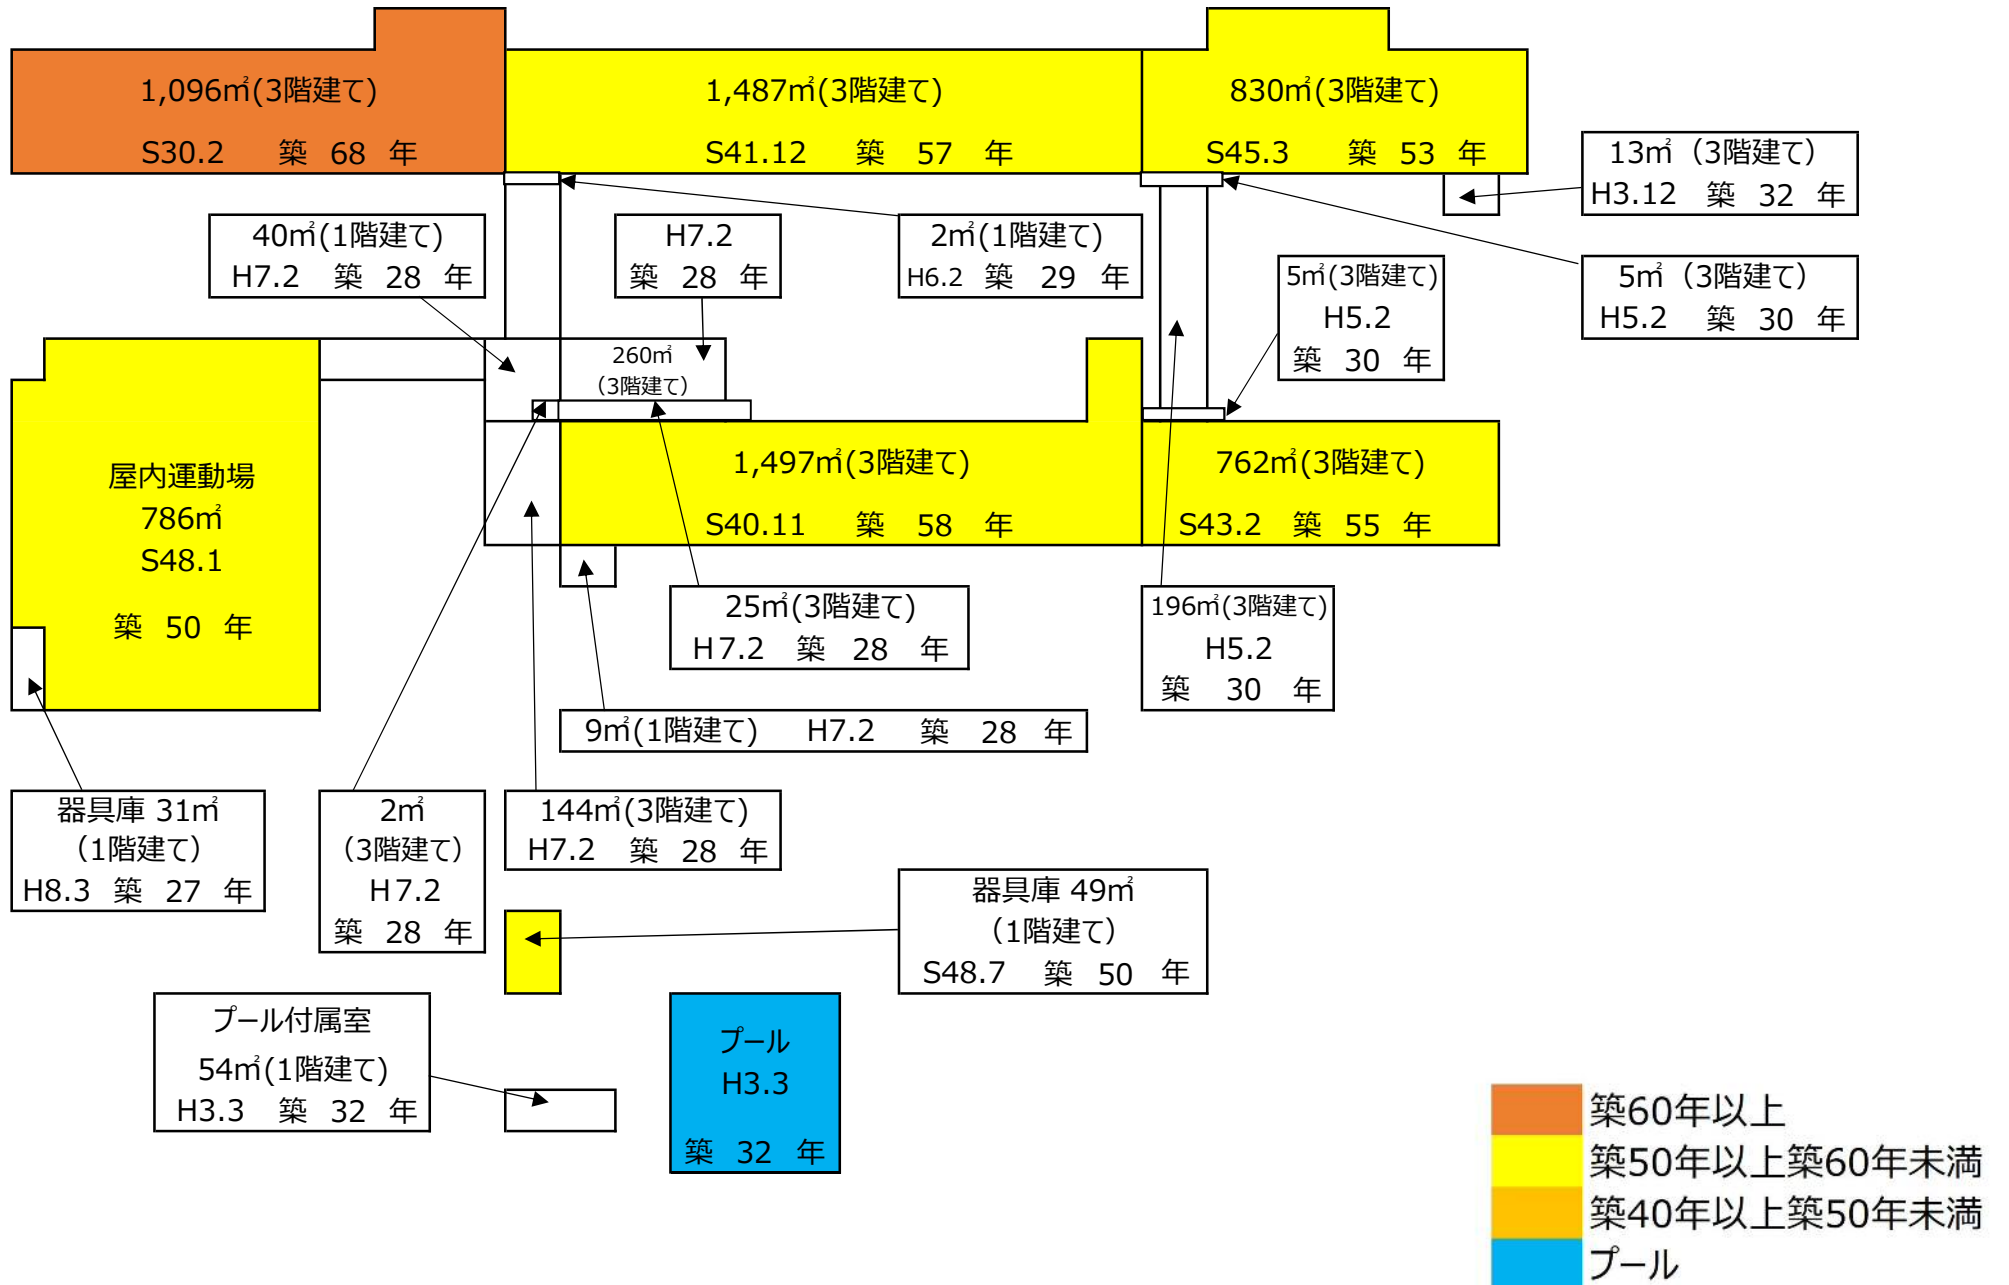 1,096㎡(3階建て)
S30.2 築 68 年
1,487㎡(3階建て)
S41.12 築 57 年
830㎡(3階建て)
S45.3 築 53 年
13㎡（3階建て）
H3.12 築 32 年
40㎡(1階建て)
H7.2 築 28 年
H7.2
築 28 年
2㎡(1階建て)
H6.2 築 29 年
5㎡(3階建て)
H5.2
築 30 年
5㎡（3階建て）
H5.2 築 30 年
260㎡
（3階建て）
屋内運動場
786㎡
S48.1
築 50 年
1,497㎡(3階建て)
S40.11 築 58 年
762㎡(3階建て)
S43.2 築 55 年
25㎡(3階建て)
H7.2 築 28 年
196㎡(3階建て)
H5.2
築 30 年
9㎡(1階建て) H7.2 築 28 年
器具庫 31㎡
（1階建て）
H8.3 築 27 年
2㎡
（3階建て）
H7.2
築 28 年
144㎡(3階建て)
H7.2 築 28 年
器具庫 49㎡
（1階建て）
S48.7 築 50 年
プール付属室
54㎡(1階建て)
H3.3 築 32 年
プール
H3.3
築 32 年
築60年以上
築50年以上築60年未満
築40年以上築50年未満
プール